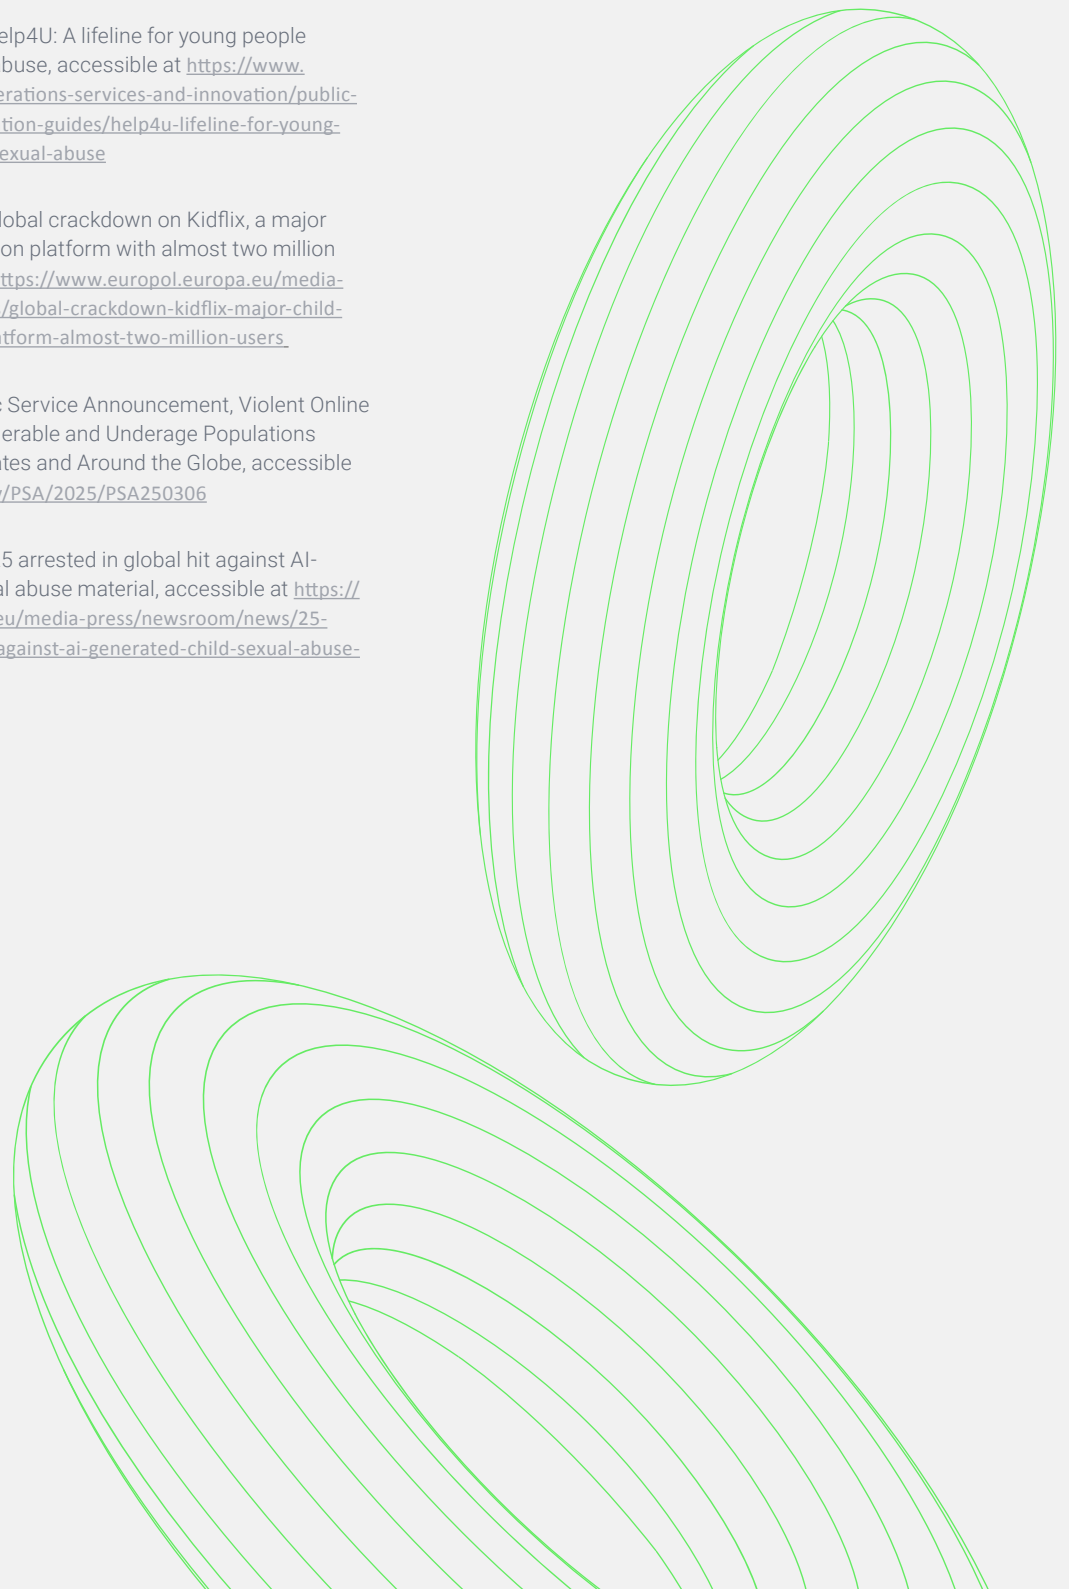 elp4U: A lifeline for young people
buse, accessible at https://www.
erations-services-and-innovation/public-
tion-guides/help4u-lifeline-for-young-
exual-abuse
lobal crackdown on Kidflix, a major
on platform with almost two million
ttps://www.europol.europa.eu/media-
/global-crackdown-kidflix-major-child-
tform-almost-two-million-users
Service Announcement, Violent Online
erable and Underage Populations
tes and Around the Globe, accessible
/PSA/2025/PSA250306
5 arrested in global hit against AI-
al abuse material, accessible at https://
eu/media-press/newsroom/news/25-
against-ai-generated-child-sexual-abuse-